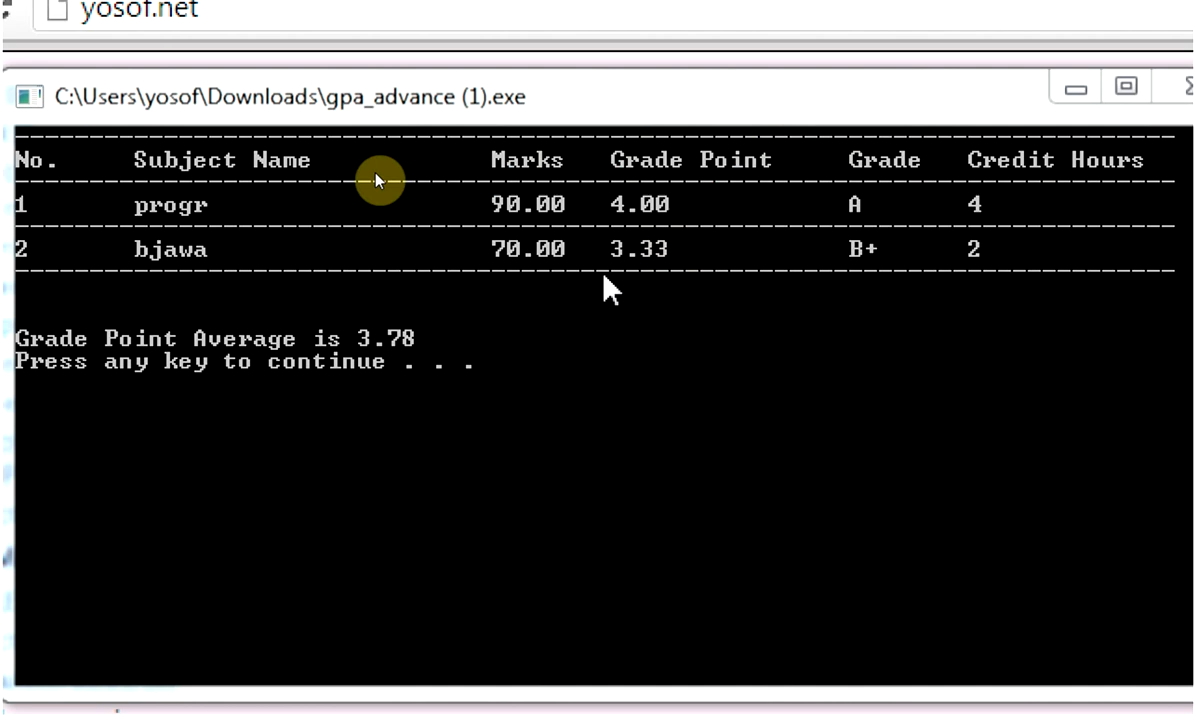 yosof.net
C:\Users\yosof\Downloads\gpa_advance (1).exe
No. Subject Name Marks Grade Point Grade Credit Hours
1 progr 90.00 4.00 A 4
2 bjawa 70.00 3.33 B+ 2
Grade Point Average is 3.78
Press any key to continue . . .